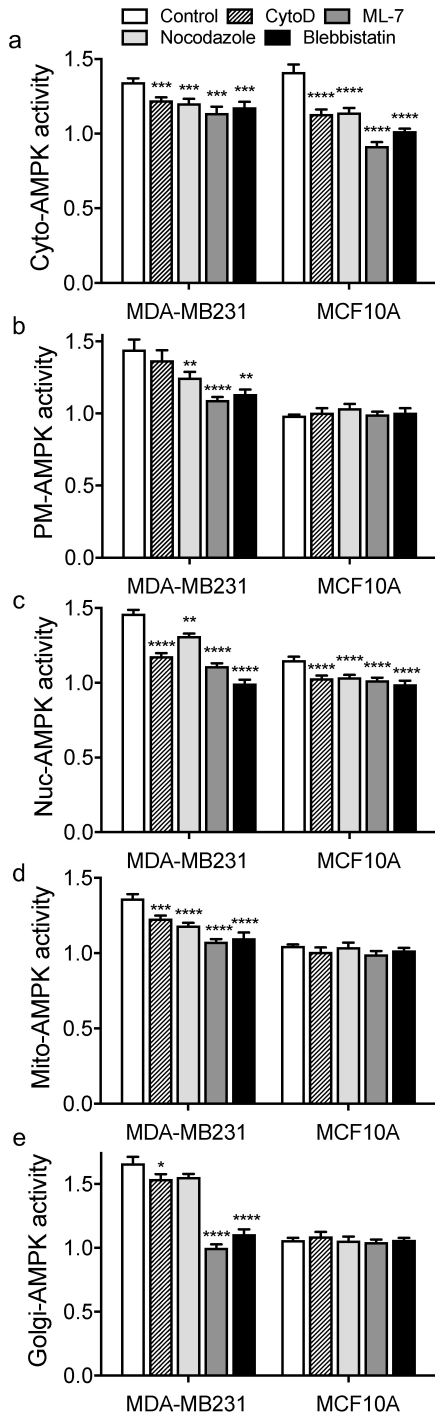 a
Control CytoD ML-7
Nocodazole Blebbistatin
Cyto-AMPK activity
1.5
1.0
0.5
0.0
*** *** *** ***
**** **** **** ****
MDA-MB231 MCF10A
b
PM-AMPK activity
1.5
1.0
0.5
0.0
** **** **
MDA-MB231 MCF10A
c
Nuc-AMPK activity
1.5
1.0
0.5
0.0
**** ** **** ****
**** **** **** ****
MDA-MB231 MCF10A
d
Mito-AMPK activity
1.5
1.0
0.5
0.0
*** **** **** ****
MDA-MB231 MCF10A
e
Golgi-AMPK activity
1.5
1.0
0.5
0.0
* **** ****
MDA-MB231 MCF10A